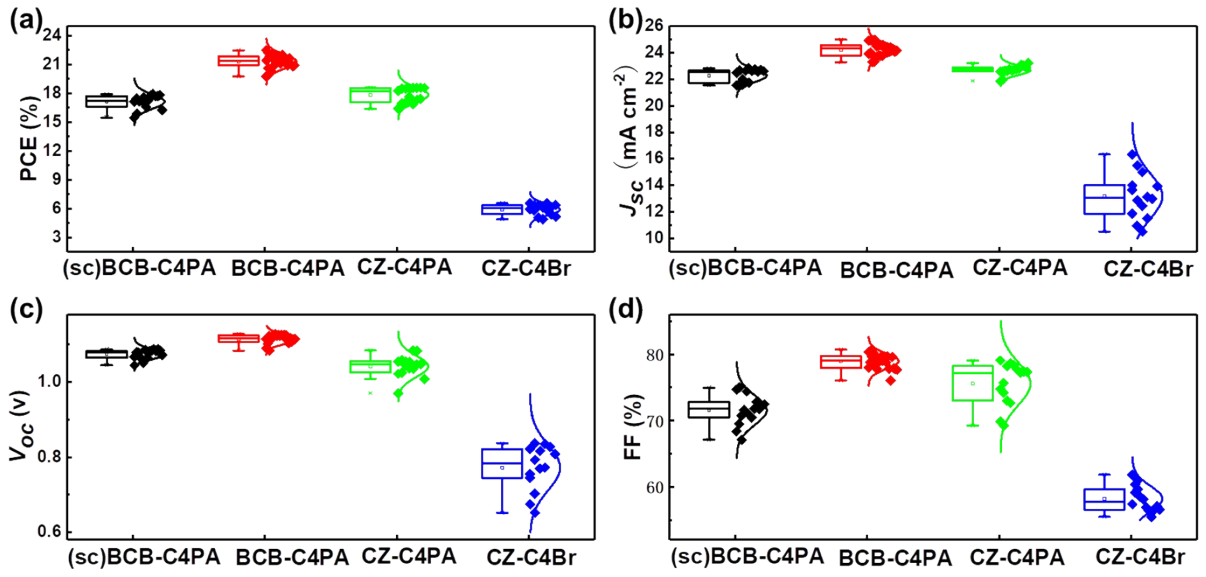 (a)
24
21
18
15
12
9
6
3
PCE (%)
(sc)BCB-C4PA BCB-C4PA CZ-C4PA CZ-C4Br
(b)
26
24
22
20
18
16
14
12
10
Jsc (mA cm-2)
(sc)BCB-C4PA BCB-C4PA CZ-C4PA CZ-C4Br
(c)
1.0
0.8
0.6
Voc (v)
(sc)BCB-C4PA BCB-C4PA CZ-C4PA CZ-C4Br
(d)
80
70
60
FF (%)
(sc)BCB-C4PA BCB-C4PA CZ-C4PA CZ-C4Br